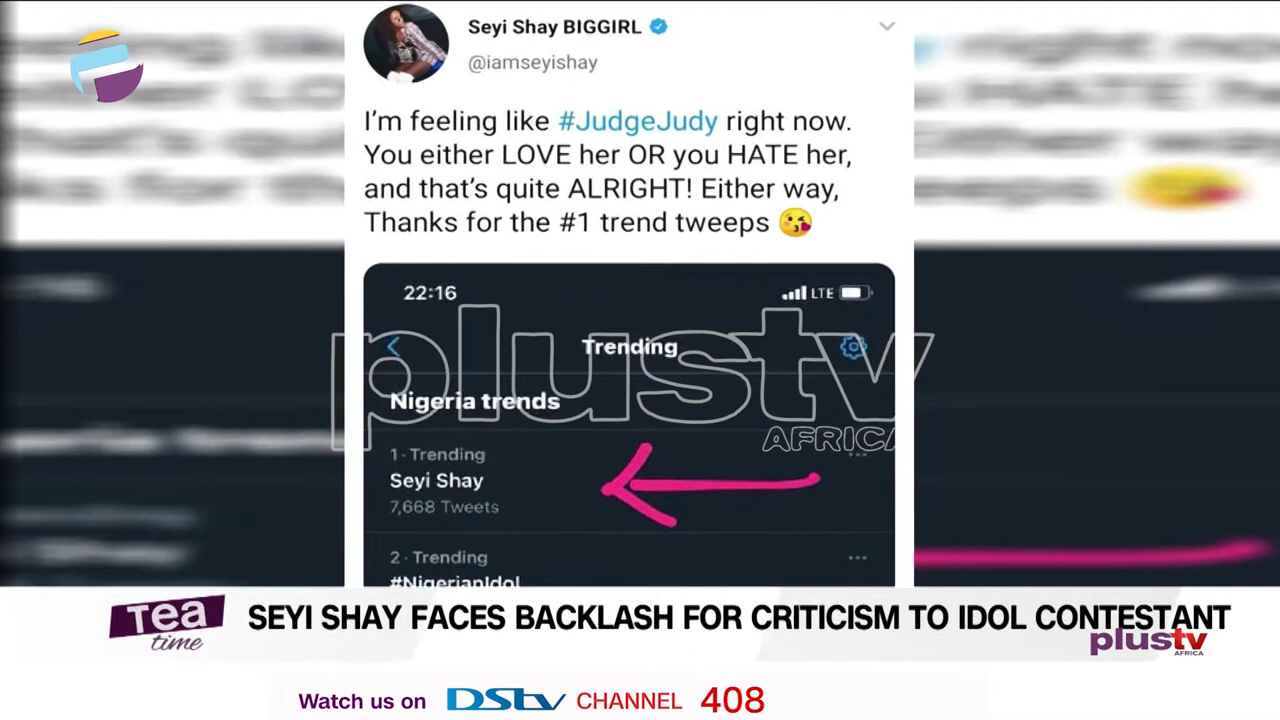 Seyi Shay BIGGIRL
@iamseyishay
I'm feeling like #JudgeJudy right now.
You either LOVE her OR you HATE her,
and that's quite ALRIGHT! Either way,
Thanks for the #1 trend tweeps 😘
22:16
LTE
Trending
Nigeria trends
1 · Trending
Seyi Shay
7,668 Tweets
2 · Trending
#NigerianIdol
plustv
AFRICA
Tea
time
SEYI SHAY FACES BACKLASH FOR CRITICISM TO IDOL CONTESTANT
plustv
AFRICA
Watch us on DStv CHANNEL 408